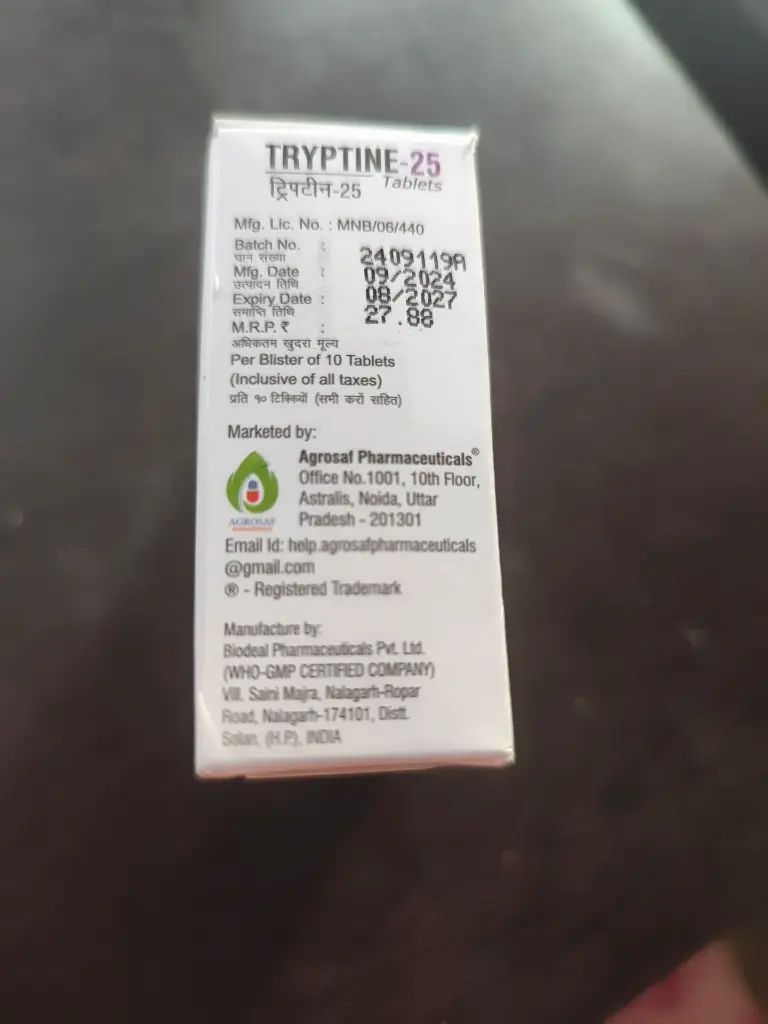 TRYPTINE-25
Tablets
ट्रिपटीन-25
Mfg. Lic. No. : MNB/06/440
Batch No. : 2409119A
घान संख्या
Mfg. Date : 09/2024
उत्पादन तिथि
Expiry Date : 08/2027
समाप्ति तिथि
M.R.P. ₹ : 27.88
अधिकतम खुदरा मूल्य
Per Blister of 10 Tablets
(Inclusive of all taxes)
प्रति १० टिक्कियों (सभी करों सहित)
Marketed by:
Agrosaf Pharmaceuticals®
Office No.1001, 10th Floor,
Astralis, Noida, Uttar
Pradesh - 201301
AGROSAF
Email Id: help.agrosafpharmaceuticals
@gmail.com
® - Registered Trademark
Manufacture by:
Biodeal Pharmaceuticals Pvt. Ltd.
(WHO-GMP CERTIFIED COMPANY)
Vill. Saini Majra, Nalagarh-Ropar
Road, Nalagarh-174101, Distt.
Solan, (H.P.), INDIA